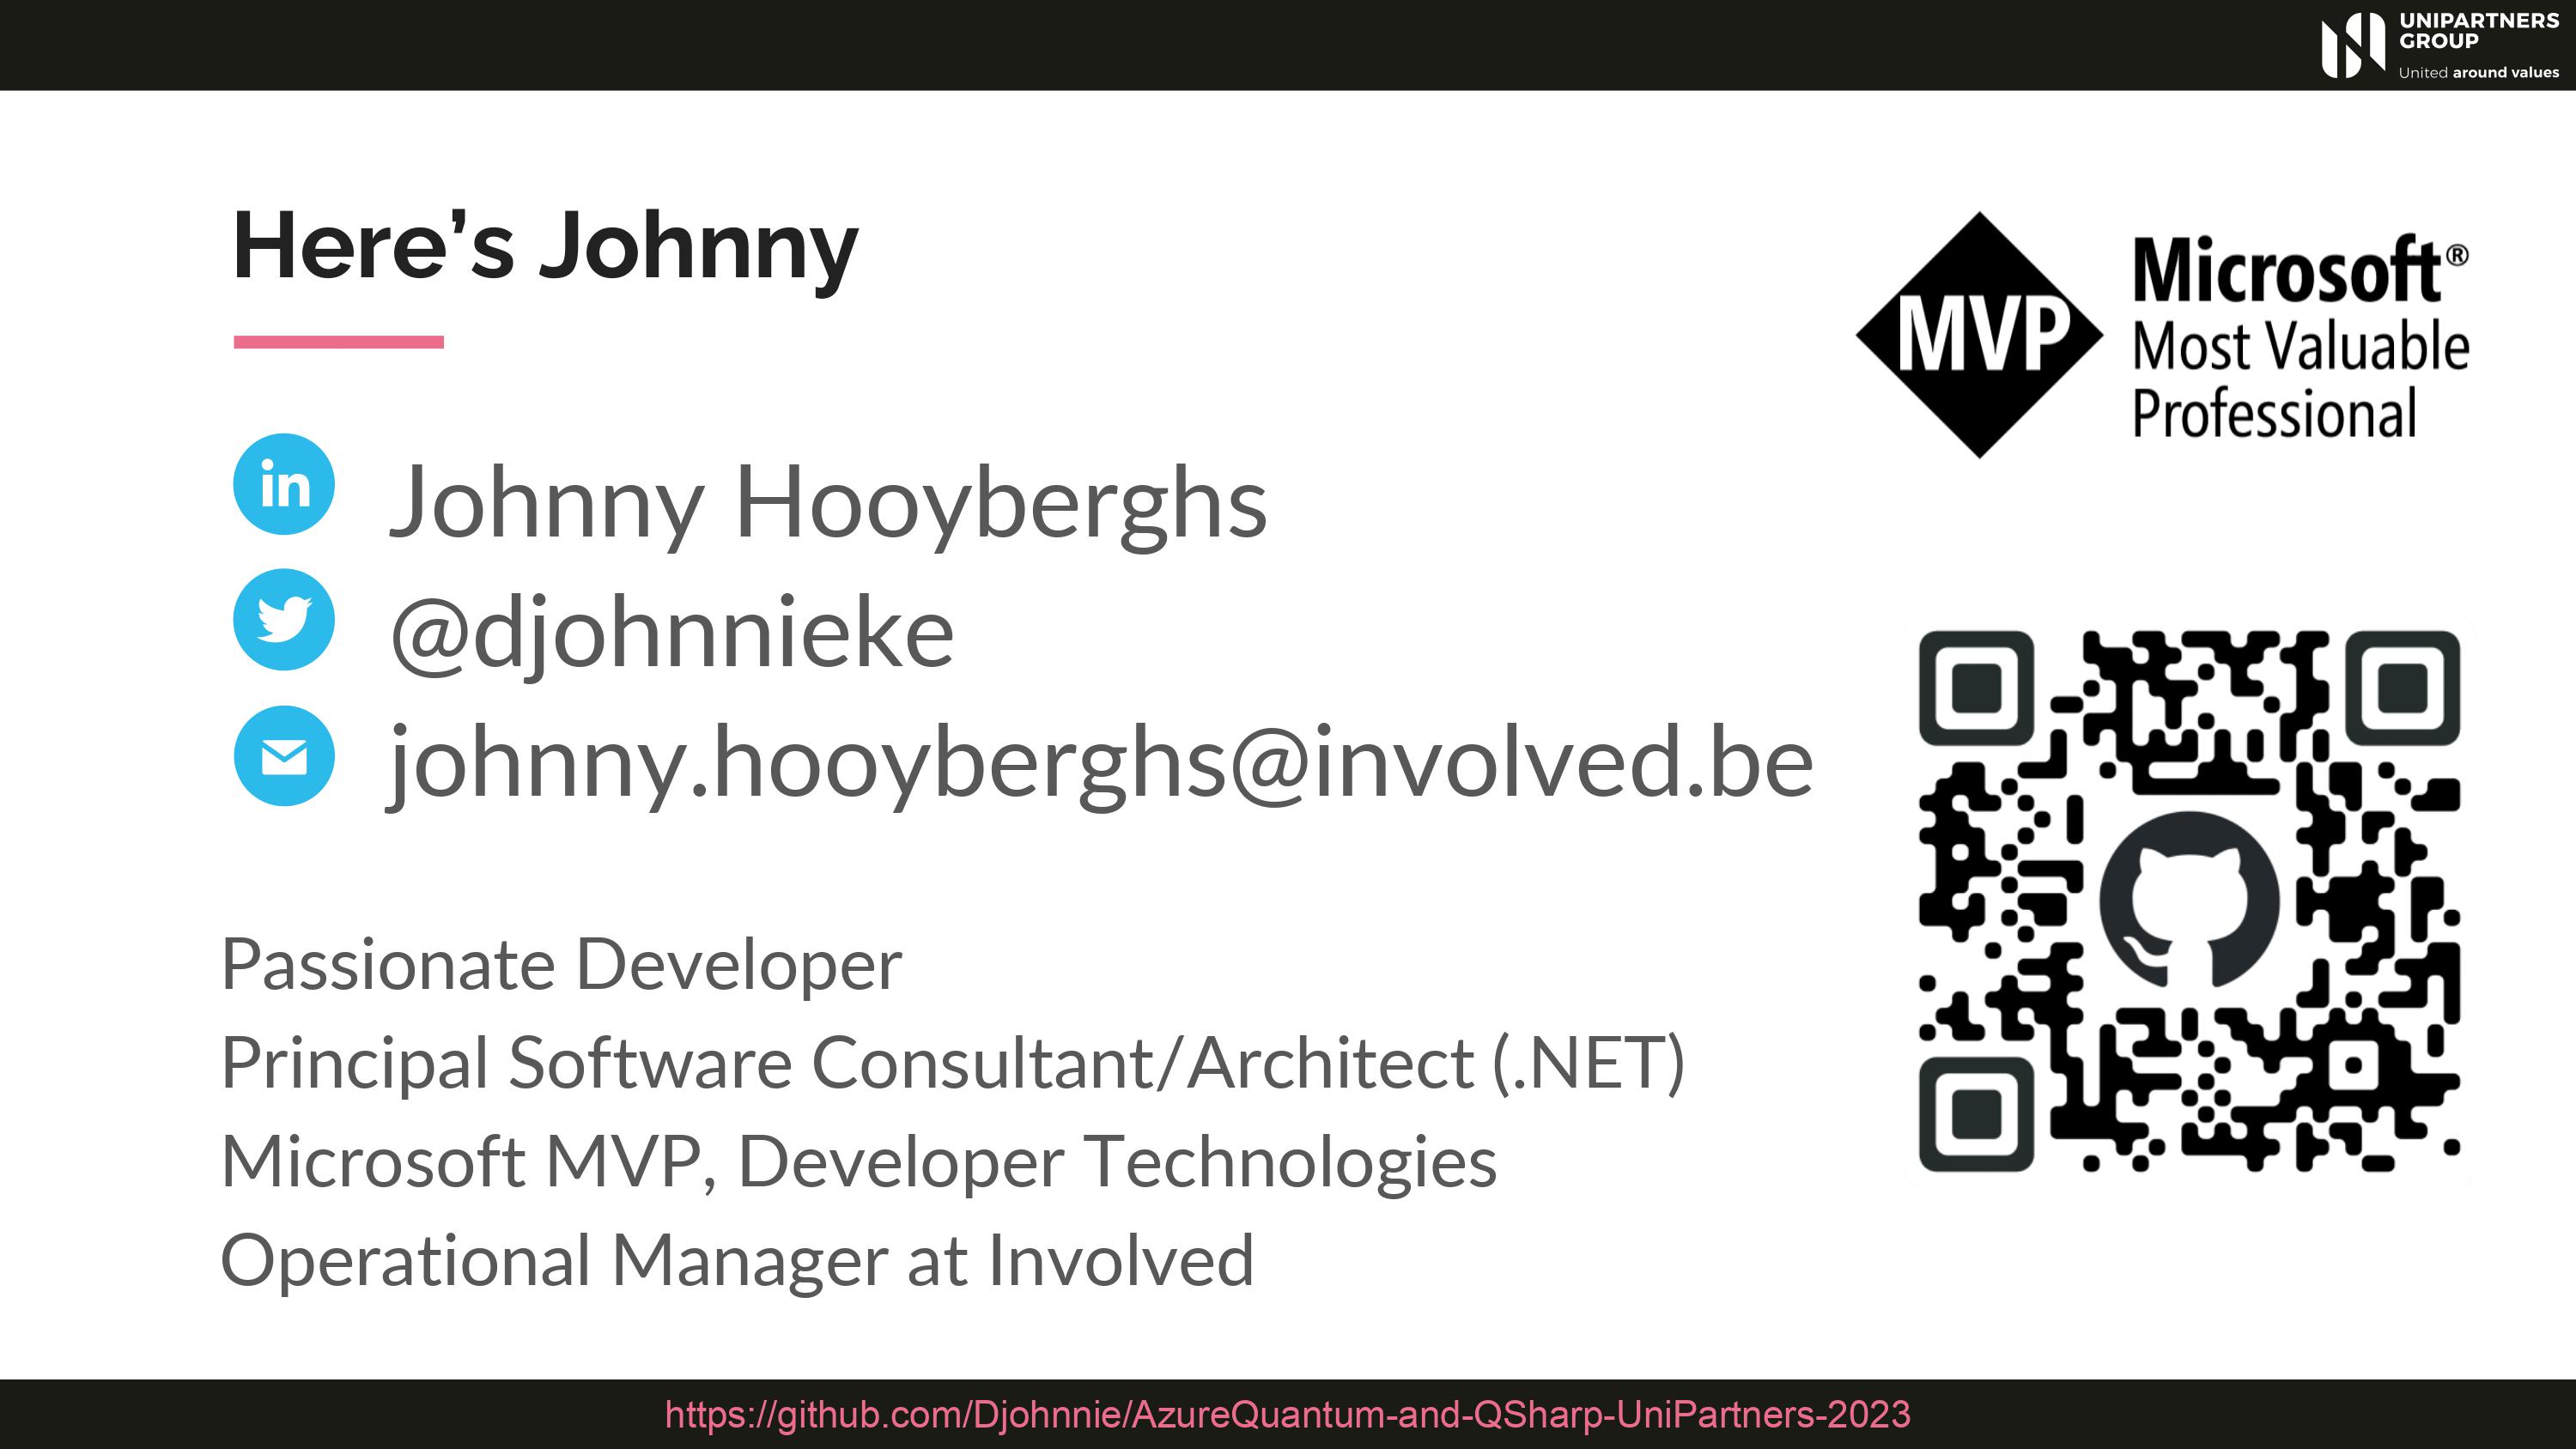 UNIPARTNERS
GROUP
United around values
Here’s Johnny
MVP
Microsoft®
Most Valuable
Professional
in
Johnny Hooyberghs
@djohnnieke
johnny.hooyberghs@involved.be
Passionate Developer
Principal Software Consultant/Architect (.NET)
Microsoft MVP, Developer Technologies
Operational Manager at Involved
https://github.com/Djohnnie/AzureQuantum-and-QSharp-UniPartners-2023